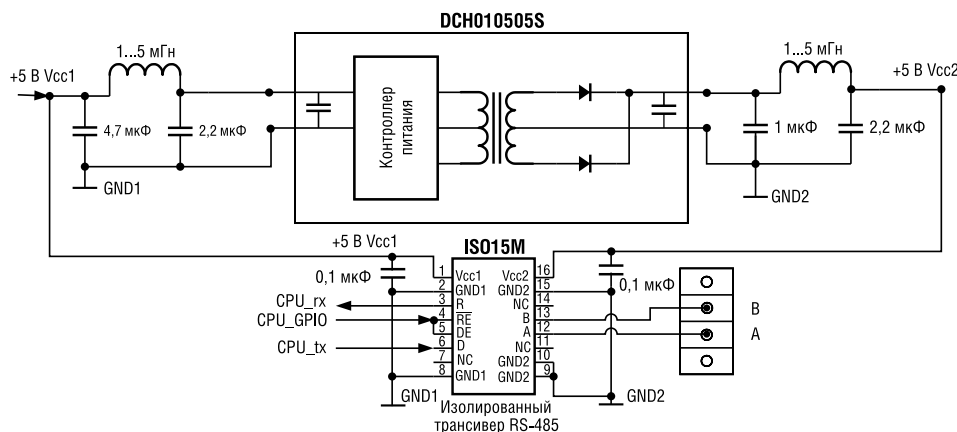 DCH010505S
1...5 мГн
1...5 мГн
+5 В Vcc1
+5 В Vcc2
4,7 мкФ
2,2 мкФ
Контроллер
питания
1 мкФ
2,2 мкФ
GND1
GND2
+5 В Vcc1
ISO15M
0,1 мкФ
0,1 мкФ
1 Vcc1 Vcc2 16
2 GND1 GND2 15
CPU_rx 3 R NC 14
CPU_GPIO 4 RE B 13 B
5 DE A 12 A
CPU_tx 6 D NC 11
7 NC GND2 10
8 GND1 GND2 9
GND1
GND2
Изолированный
трансивер RS-485